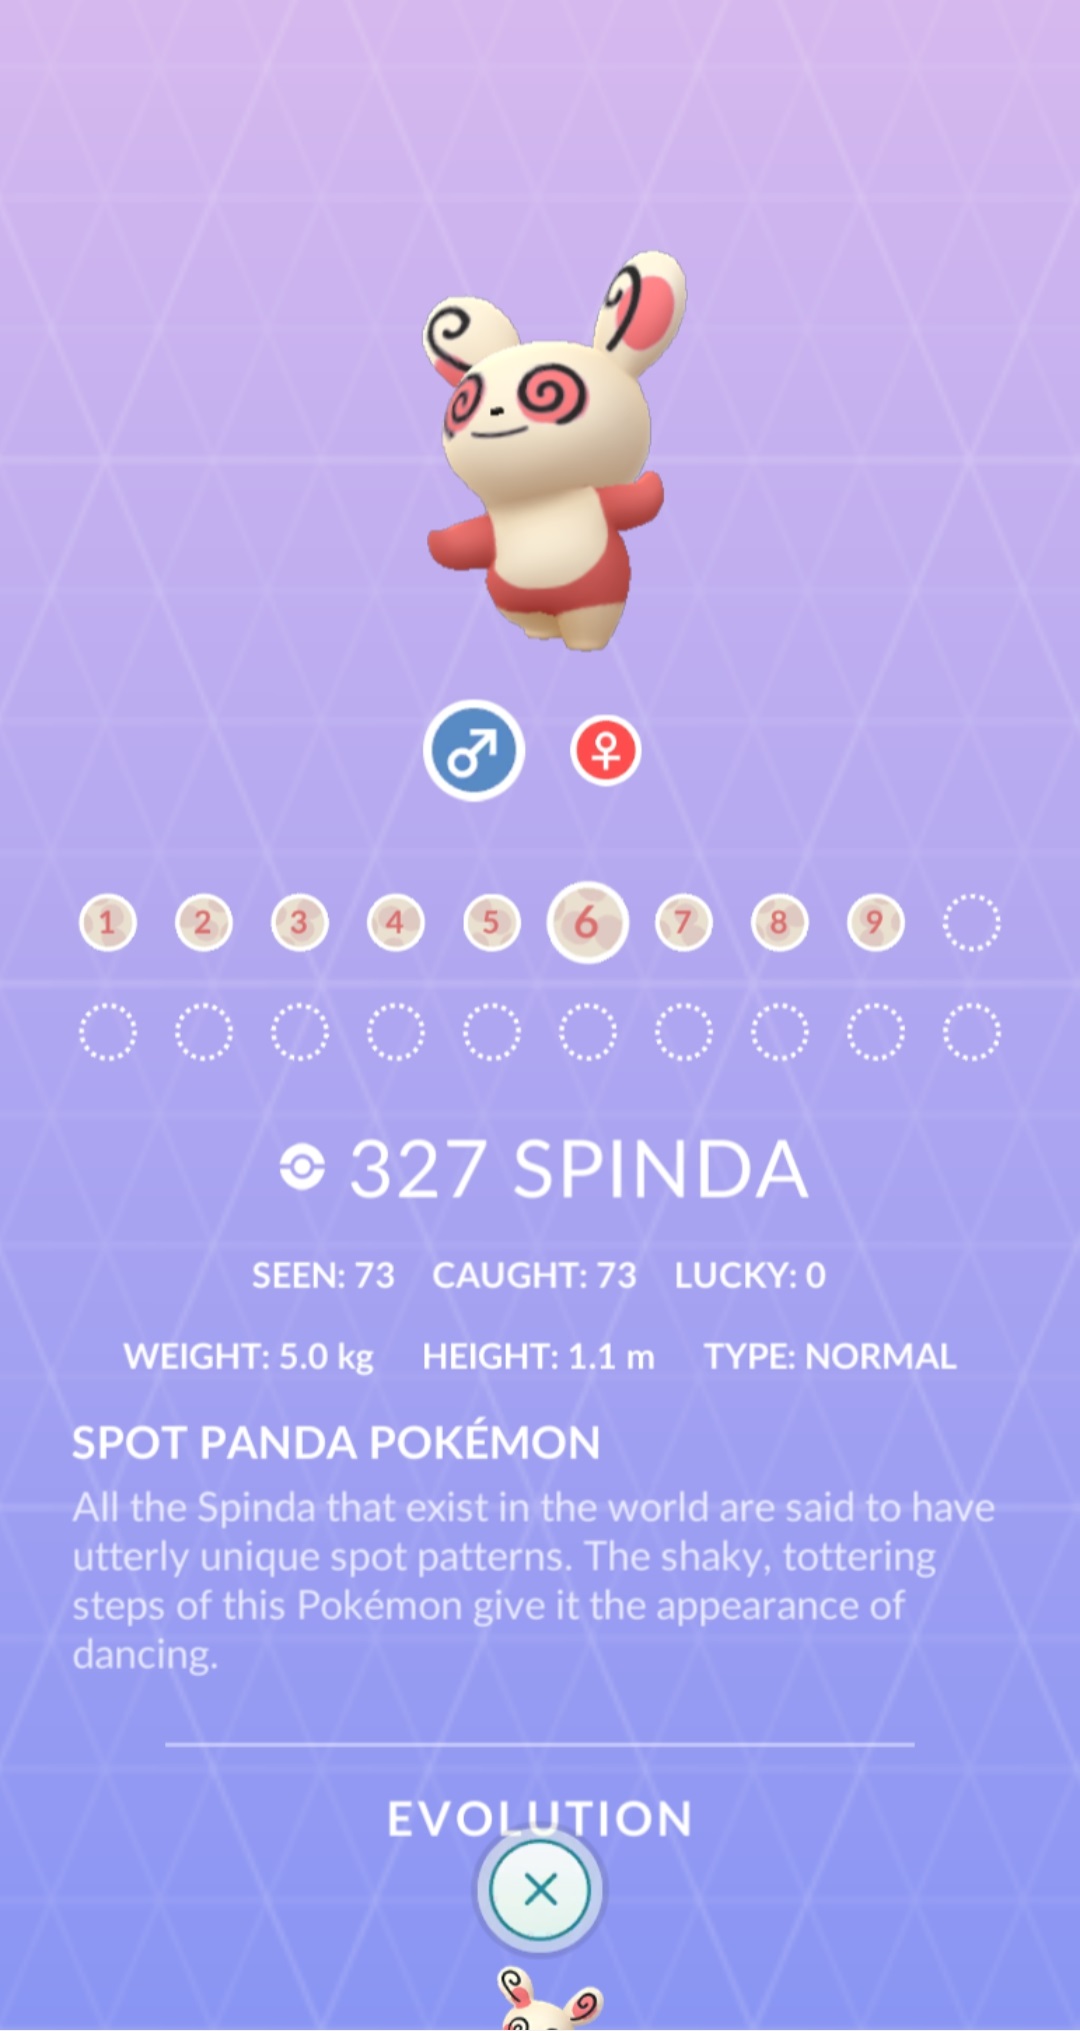 1 2 3 4 5 6 7 8 9
327 SPINDA
SEEN: 73 CAUGHT: 73 LUCKY: 0
WEIGHT: 5.0 kg HEIGHT: 1.1 m TYPE: NORMAL
SPOT PANDA POKÉMON
All the Spinda that exist in the world are said to have
utterly unique spot patterns. The shaky, tottering
steps of this Pokémon give it the appearance of
dancing.
EVOLUTION